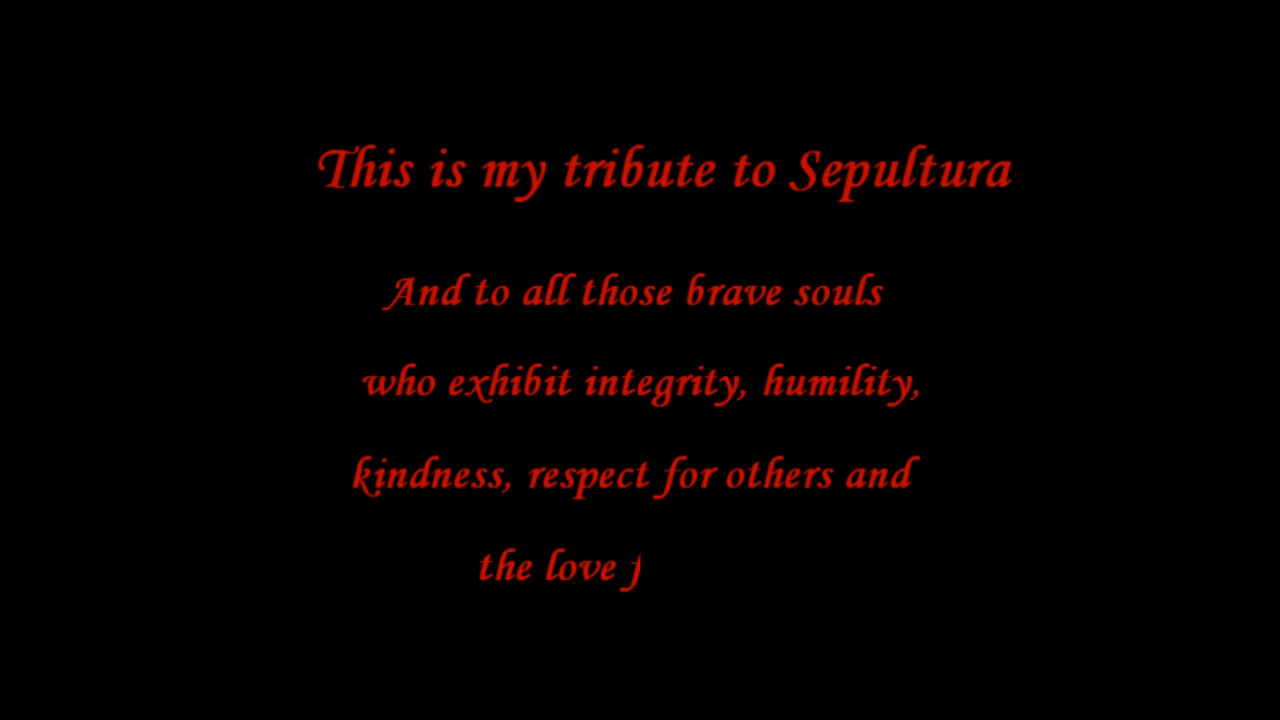 This is my tribute to Sepultura
And to all those brave souls
who exhibit integrity, humility,
kindness, respect for others and
the love